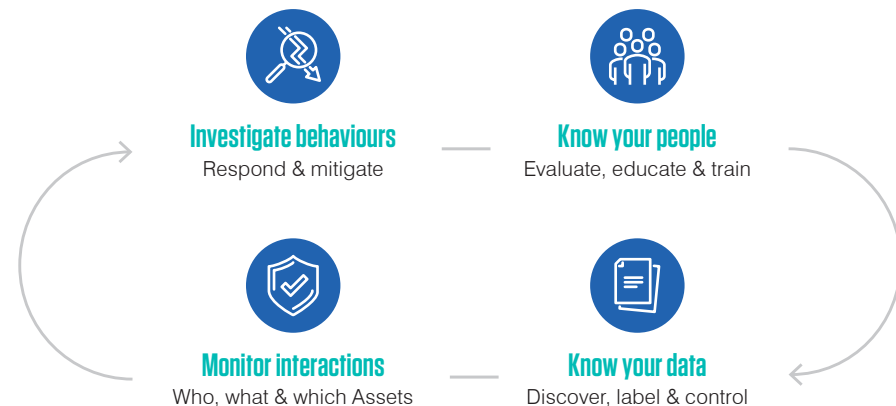 Investigate behaviours
Respond & mitigate
Know your people
Evaluate, educate & train
Monitor interactions
Who, what & which Assets
Know your data
Discover, label & control